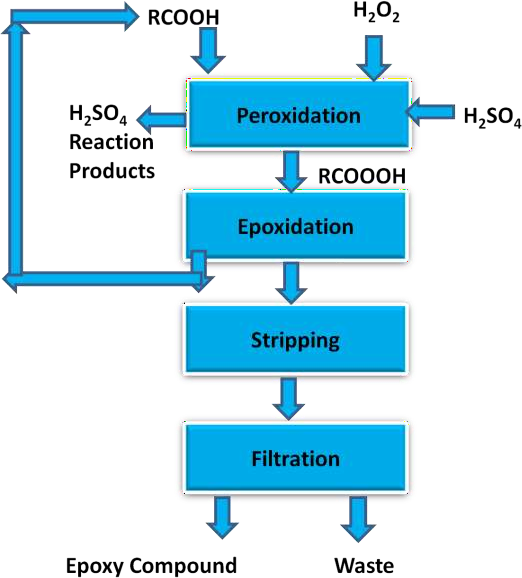 RCOOH
H₂O₂
Peroxidation
H₂SO₄
Reaction
Products
H₂SO₄
RCOOOH
Epoxidation
Stripping
Filtration
Epoxy Compound
Waste